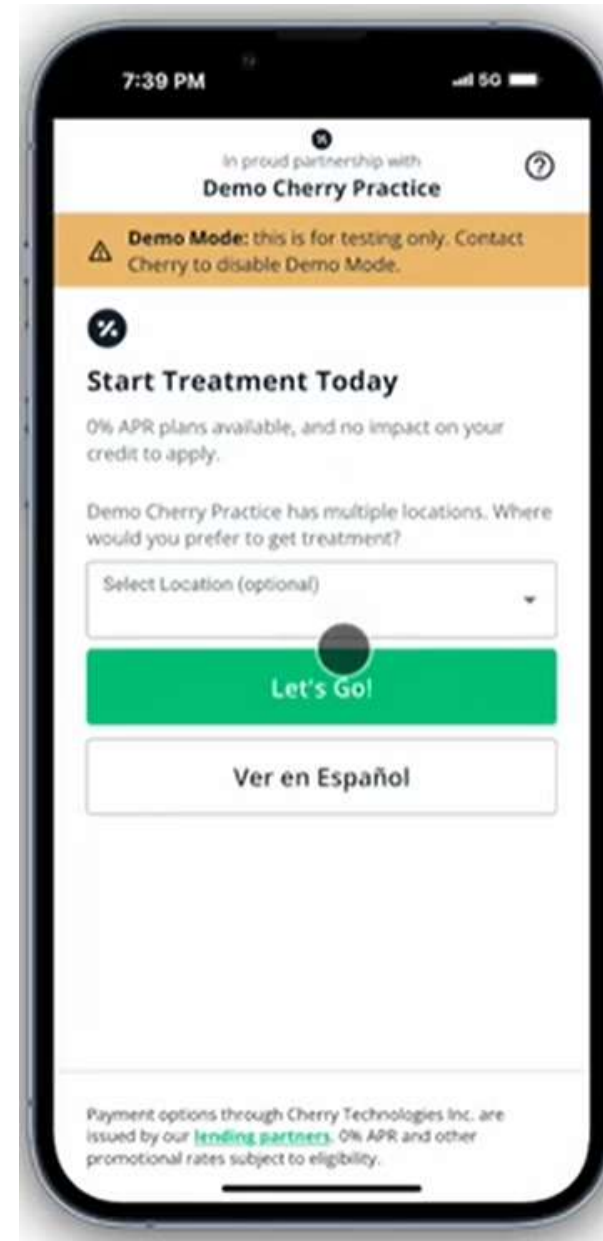 7:39 PM
5G
In proud partnership with
Demo Cherry Practice
Demo Mode: this is for testing only. Contact
Cherry to disable Demo Mode.
Start Treatment Today
0% APR plans available, and no impact on your
credit to apply.
Demo Cherry Practice has multiple locations. Where
would you prefer to get treatment?
Select Location (optional)
Let's Go!
Ver en Español
Payment options through Cherry Technologies Inc. are
issued by our lending partners. 0% APR and other
promotional rates subject to eligibility.